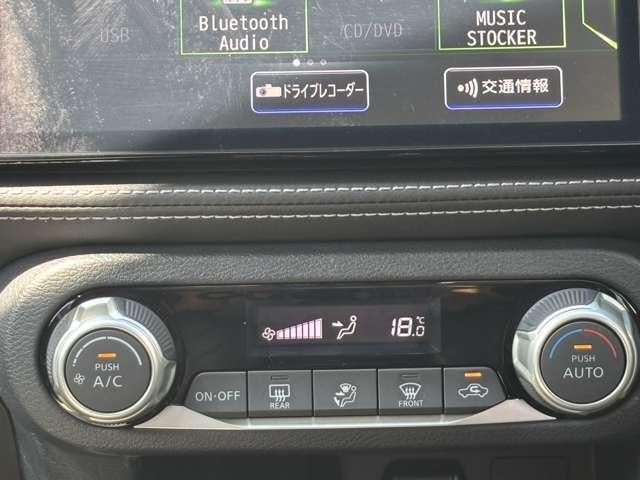 USB
Bluetooth
Audio
CD/DVD
MUSIC
STOCKER
ドライブレコーダー
交通情報
18.0℃
PUSH
A/C
ON·OFF
REAR
FRONT
PUSH
AUTO